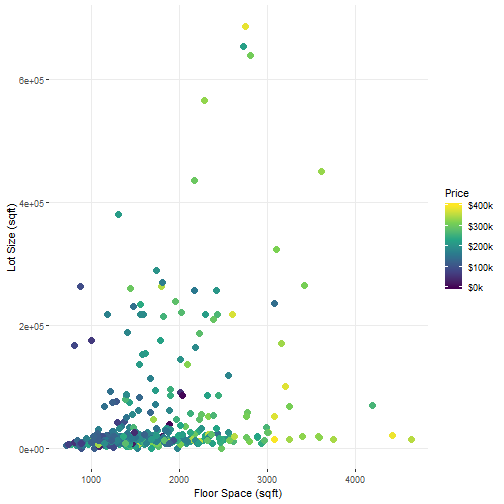 6e+05
4e+05
2e+05
0e+00
Lot Size (sqft)
1000 2000 3000 4000
Floor Space (sqft)
Price
$400k
$300k
$200k
$100k
$0k